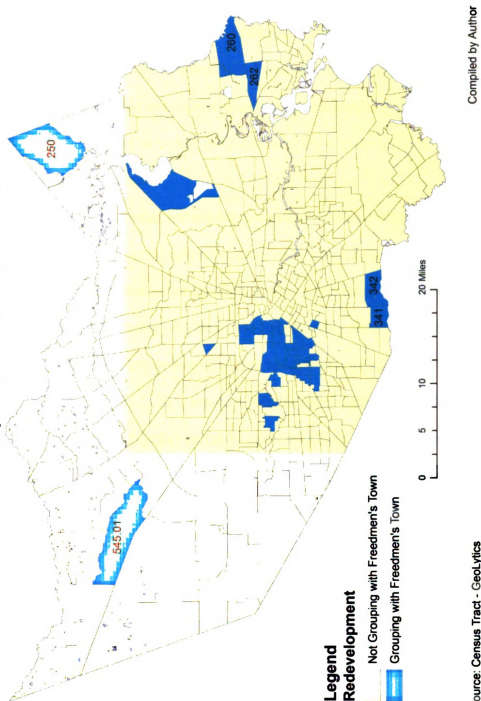 250
260
262
545.01
341
342
0 5 10 20 Miles
Legend
Redevelopment
Not Grouping with Freedmen's Town
Grouping with Freedmen's Town
ource: Census Tract - GeoLytics
Compiled by Author